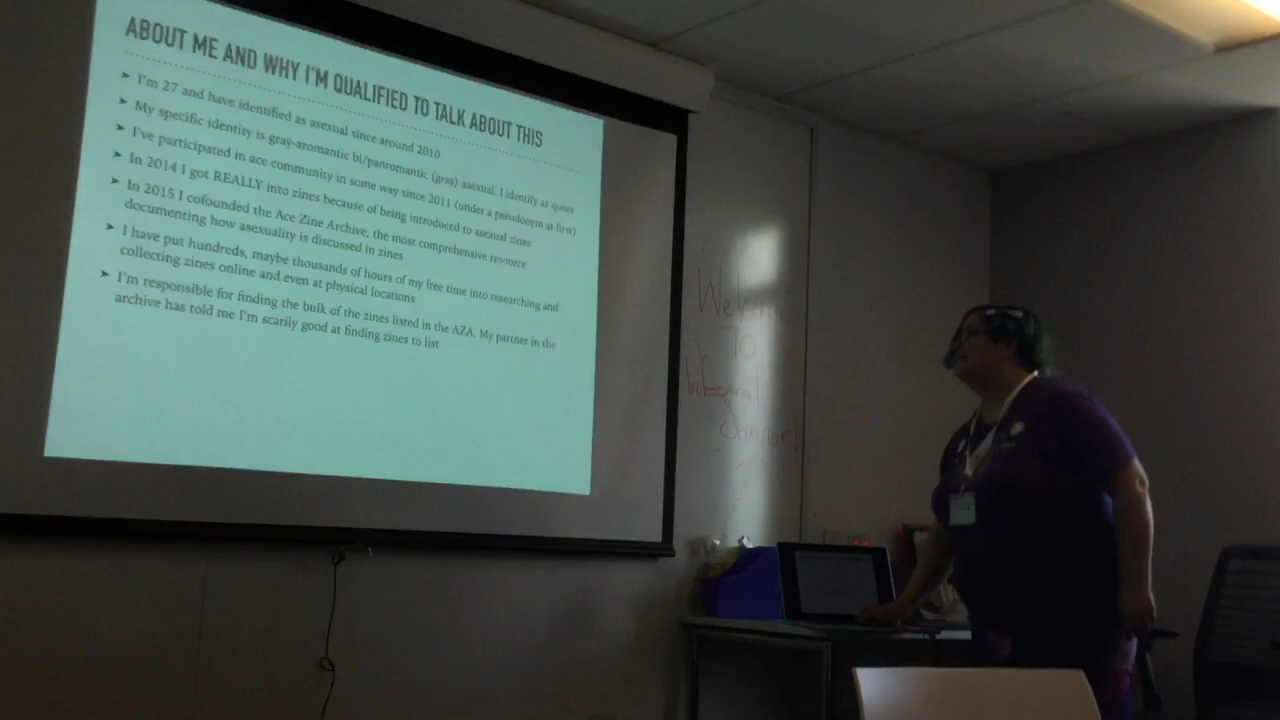 ABOUT ME AND WHY I'M QUALIFIED TO TALK ABOUT THIS
➤ I'm 27 and have identified as asexual since around 2010
➤ My specific identity is gray-aromantic bi/panromantic (gray) asexual. I identify as queer
➤ I've participated in ace community in some way since 2011 (under a pseudonym at first)
➤ In 2014 I got REALLY into zines because of being introduced to asexual zines
➤ In 2015 I cofounded the Ace Zine Archive, the most comprehensive resource
documenting how asexuality is discussed in zines
➤ I have put hundreds, maybe thousands of hours of my free time into researching and
collecting zines online and even at physical locations
➤ I'm responsible for finding the bulk of the zines listed in the AZA. My partner in the
archive has told me I'm scarily good at finding zines to list
Welcome
To
Professional
Seminar!